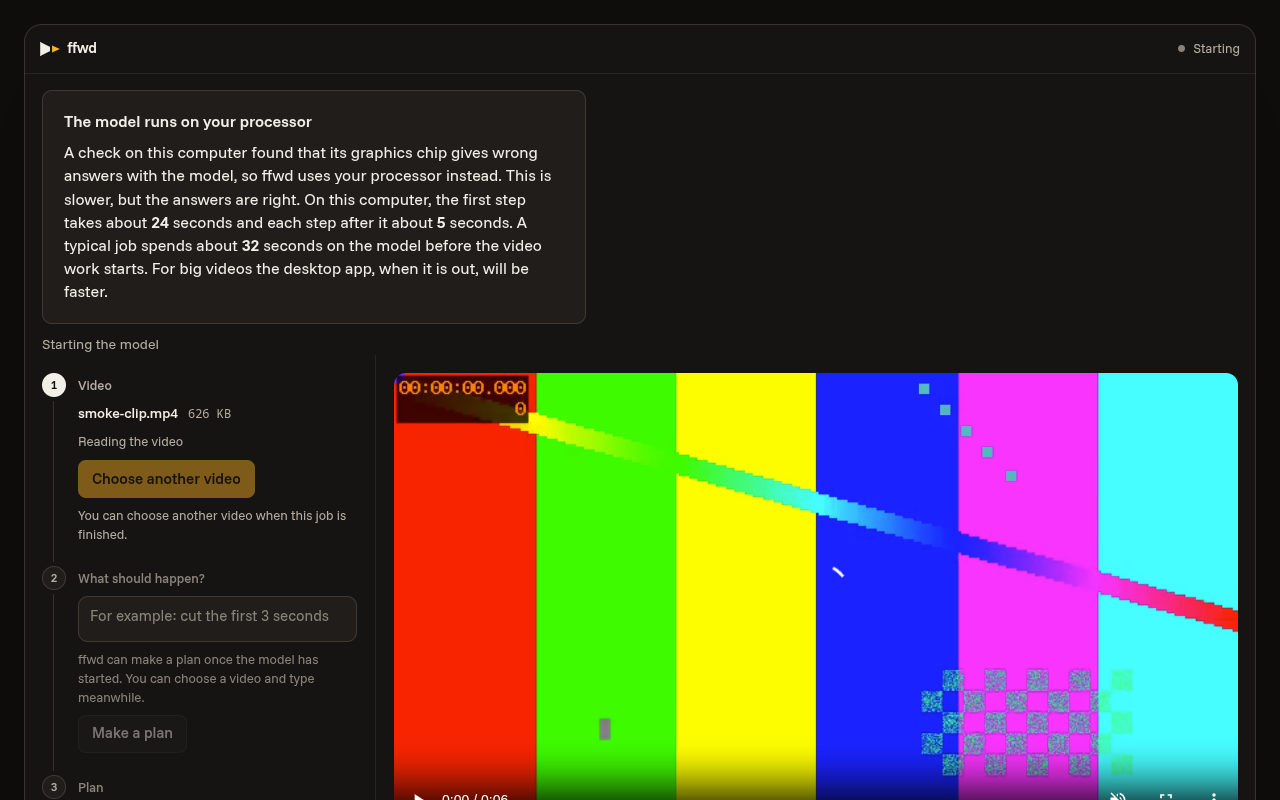 ffwd
Starting
The model runs on your processor
A check on this computer found that its graphics chip gives wrong
answers with the model, so ffwd uses your processor instead. This is
slower, but the answers are right. On this computer, the first step
takes about 24 seconds and each step after it about 5 seconds. A
typical job spends about 32 seconds on the model before the video
work starts. For big videos the desktop app, when it is out, will be
faster.
Starting the model
1 Video
smoke-clip.mp4 626 KB
Reading the video
Choose another video
You can choose another video when this job is
finished.
2 What should happen?
For example: cut the first 3 seconds
ffwd can make a plan once the model has
started. You can choose a video and type
meanwhile.
Make a plan
3 Plan
00:00:00.000
0
0:00 / 0:06